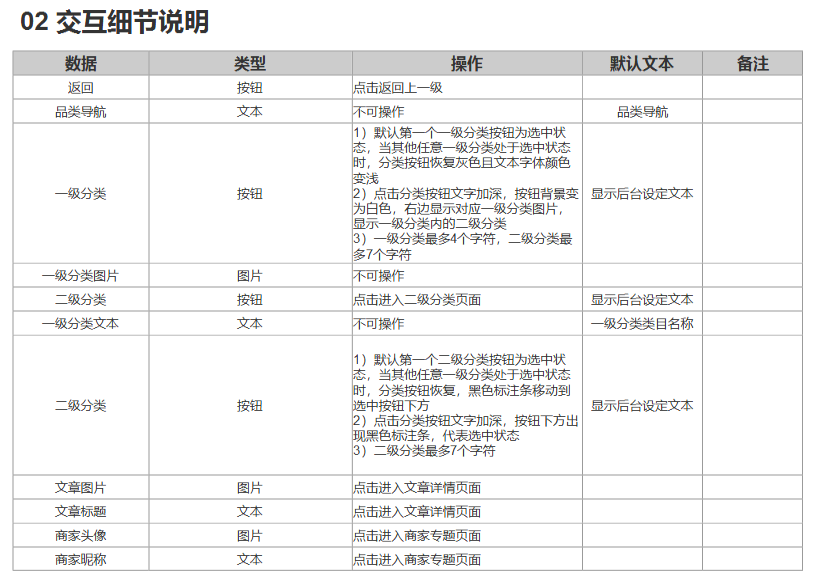 02 交互细节说明
数据 类型 操作 默认文本 备注
返回 按钮 点击返回上一级
品类导航 文本 不可操作 品类导航
一级分类 按钮 1）默认第一个一级分类按钮为选中状
态，当其他任意一级分类处于选中状态
时，分类按钮恢复灰色且文本字体颜色
变浅
2）点击分类按钮文字加深，按钮背景变
为白色，右边显示对应一级分类图片，
显示一级分类内的二级分类
3）一级分类最多4个字符，二级分类最
多7个字符
显示后台设定文本
一级分类图片 图片 不可操作
二级分类 按钮 点击进入二级分类页面 显示后台设定文本
一级分类文本 文本 不可操作 一级分类类目名称
二级分类 按钮 1）默认第一个二级分类按钮为选中状
态，当其他任意一级分类处于选中状态
时，分类按钮恢复，黑色标注条移动到
选中按钮下方
2）点击分类按钮文字加深，按钮下方出
现黑色标注条，代表选中状态
3）二级分类最多7个字符
显示后台设定文本
文章图片 图片 点击进入文章详情页面
文章标题 文本 点击进入文章详情页面
商家头像 图片 点击进入商家专题页面
商家昵称 文本 点击进入商家专题页面